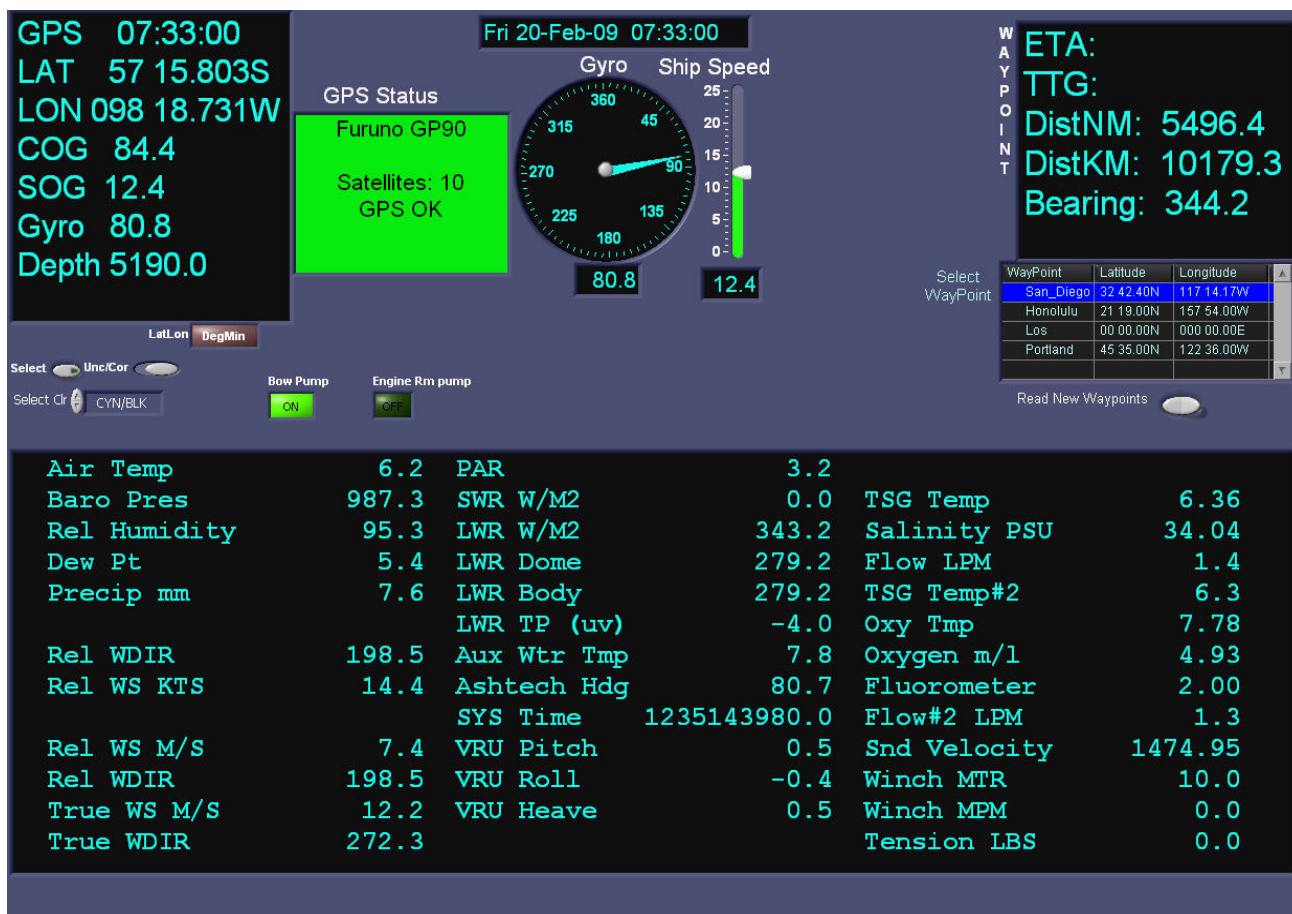 GPS 07:33:00
LAT 57 15.803S
LON 098 18.731W
COG 84.4
SOG 12.4
Gyro 80.8
Depth 5190.0
LatLon DegMin
Select Unc/Cor
Select Clr CYN/BLK
Fri 20-Feb-09 07:33:00
GPS Status
Furuno GP90
Satellites: 10
GPS OK
Gyro
360
45
90
135
180
225
270
315
80.8
Ship Speed
25
20
15
10
5
0
12.4
Bow Pump
ON
Engine Rm pump
OFF
WAYPOINT
ETA:
TTG:
DistNM: 5496.4
DistKM: 10179.3
Bearing: 344.2
Select
WayPoint
WayPoint Latitude Longitude
San_Diego 32 42.40N 117 14.17W
Honolulu 21 19.00N 157 54.00W
Los 00 00.00N 000 00.00E
Portland 45 35.00N 122 36.00W
Read New Waypoints
Air Temp 6.2 PAR 3.2
Baro Pres 987.3 SWR W/M2 0.0 TSG Temp 6.36
Rel Humidity 95.3 LWR W/M2 343.2 Salinity PSU 34.04
Dew Pt 5.4 LWR Dome 279.2 Flow LPM 1.4
Precip mm 7.6 LWR Body 279.2 TSG Temp#2 6.3
LWR TP (uv) -4.0 Oxy Tmp 7.78
Rel WDIR 198.5 Aux Wtr Tmp 7.8 Oxygen m/l 4.93
Rel WS KTS 14.4 Ashtech Hdg 80.7 Fluorometer 2.00
SYS Time 1235143980.0 Flow#2 LPM 1.3
Rel WS M/S 7.4 VRU Pitch 0.5 Snd Velocity 1474.95
Rel WDIR 198.5 VRU Roll -0.4 Winch MTR 10.0
True WS M/S 12.2 VRU Heave 0.5 Winch MPM 0.0
True WDIR 272.3 Tension LBS 0.0